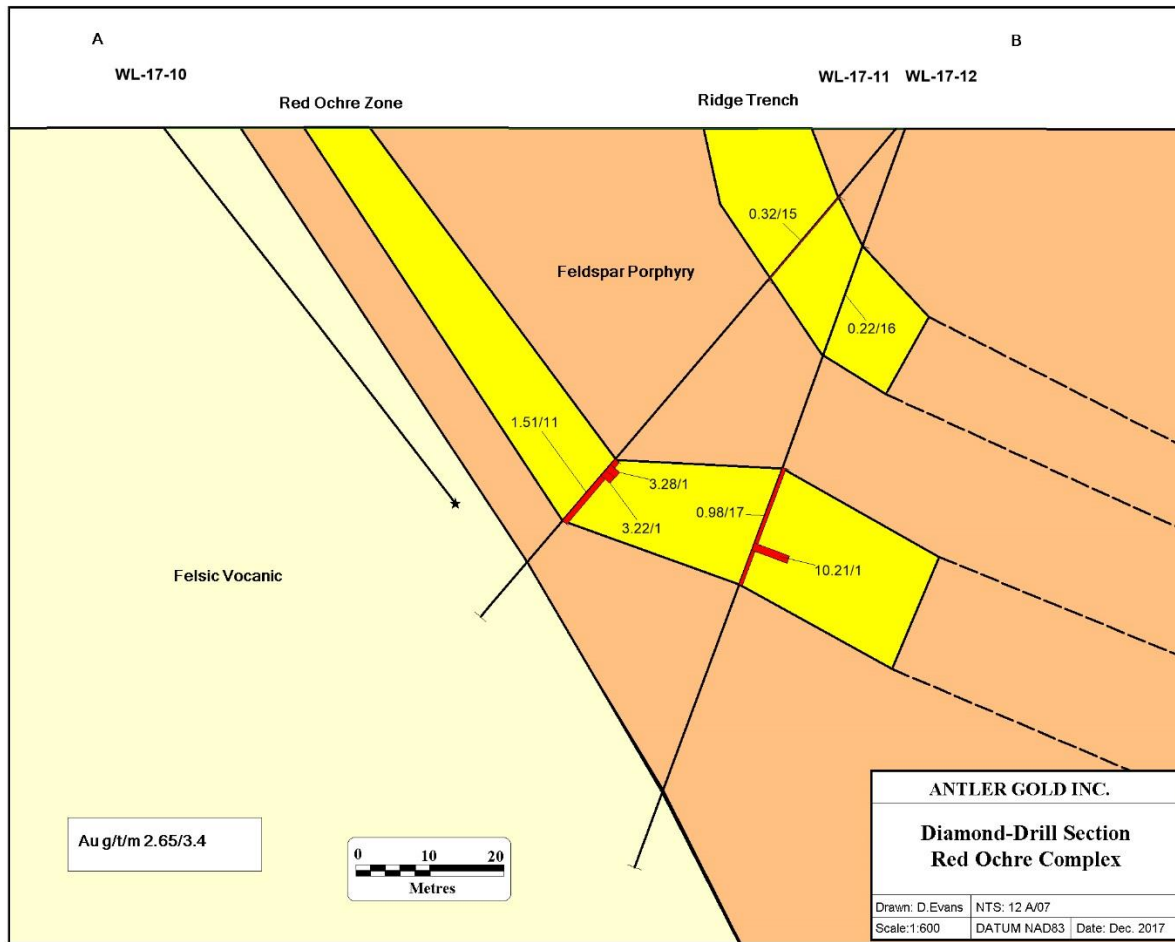 A
B
WL-17-10
WL-17-11
WL-17-12
Red Ochre Zone
Ridge Trench
0.32/15
Feldspar Porphyry
0.22/16
1.51/11
3.28/1
3.22/1
0.98/17
10.21/1
Felsic Vocanic
Au g/t/m 2.65/3.4
0 10 20
Metres
ANTLER GOLD INC.
Diamond-Drill Section
Red Ochre Complex
Drawn: D.Evans
NTS: 12 A/07
Scale:1:600
DATUM NAD83
Date: Dec. 2017